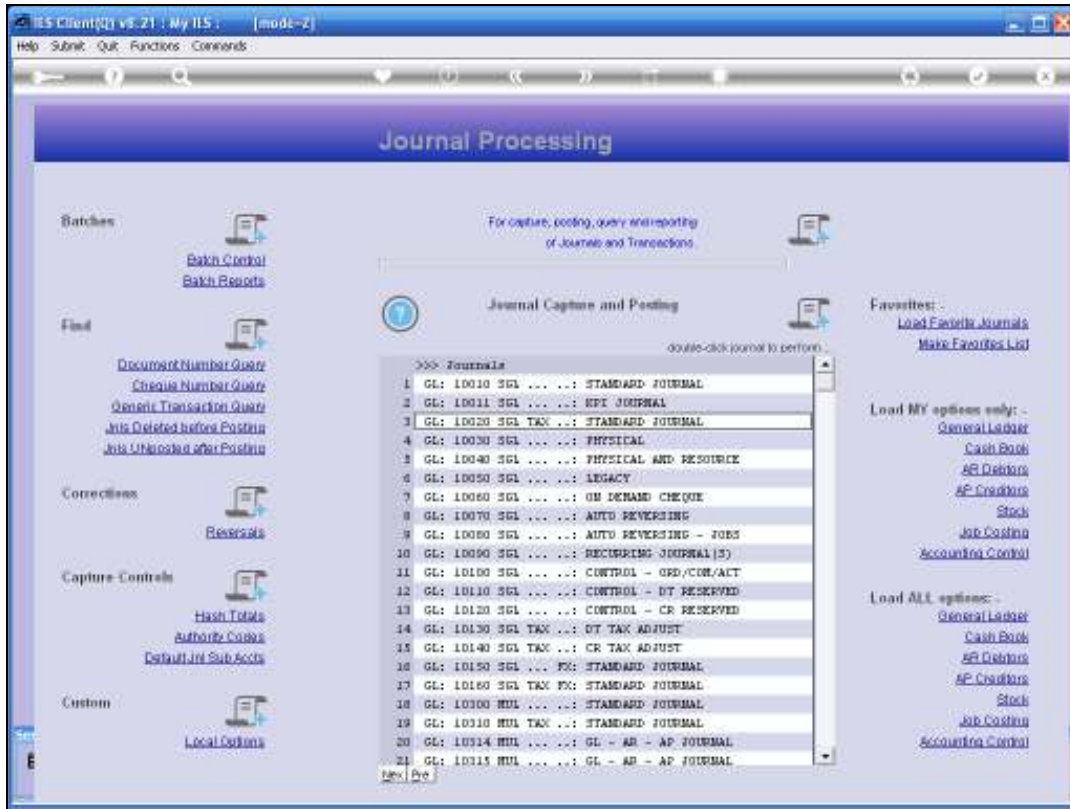 IES Client(Q) v8.21 : My IES : [mode=2]
Help Submit Quit Functions Commands
Journal Processing
Batches
Batch Control
Batch Reports
Find
Document Number Query
Cheque Number Query
Generic Transaction Query
Jnls Deleted before Posting
Jnls UNposted after Posting
Corrections
Reversals
Capture Controls
Hash Totals
Authority Codes
Default Jnl Sub Accts
Custom
Local Options
For capture, posting, query and reporting
of Journals and Transactions.
Journal Capture and Posting
double-click journal to perform ..
>>> Journals
1 GL: 10010 SGL ... ..: STANDARD JOURNAL
2 GL: 10011 SGL ... ..: KPI JOURNAL
3 GL: 10020 SGL TAX ..: STANDARD JOURNAL
4 GL: 10030 SGL ... ..: PHYSICAL
5 GL: 10040 SGL ... ..: PHYSICAL AND RESOURCE
6 GL: 10050 SGL ... ..: LEGACY
7 GL: 10060 SGL ... ..: ON DEMAND CHEQUE
8 GL: 10070 SGL ... ..: AUTO REVERSING
9 GL: 10080 SGL ... ..: AUTO REVERSING - JOBS
10 GL: 10090 SGL ... ..: RECURRING JOURNAL(S)
11 GL: 10100 SGL ... ..: CONTROL - ORD/COM/ACT
12 GL: 10110 SGL ... ..: CONTROL - DT RESERVED
13 GL: 10120 SGL ... ..: CONTROL - CR RESERVED
14 GL: 10130 SGL TAX ..: DT TAX ADJUST
15 GL: 10140 SGL TAX ..: CR TAX ADJUST
16 GL: 10150 SGL ... FX: STANDARD JOURNAL
17 GL: 10160 SGL TAX FX: STANDARD JOURNAL
18 GL: 10300 MUL ... ..: STANDARD JOURNAL
19 GL: 10310 MUL TAX ..: STANDARD JOURNAL
20 GL: 10314 MUL ... ..: GL - AR - AP JOURNAL
21 GL: 10315 MUL ... ..: GL - AR - AP JOURNAL
Nex Pre
Favorites: -
Load Favorite Journals
Make Favorites List
Load MY options only: -
General Ledger
Cash Book
AR Debtors
AP Creditors
Stock
Job Costing
Accounting Control
Load ALL options: -
General Ledger
Cash Book
AR Debtors
AP Creditors
Stock
Job Costing
Accounting Control